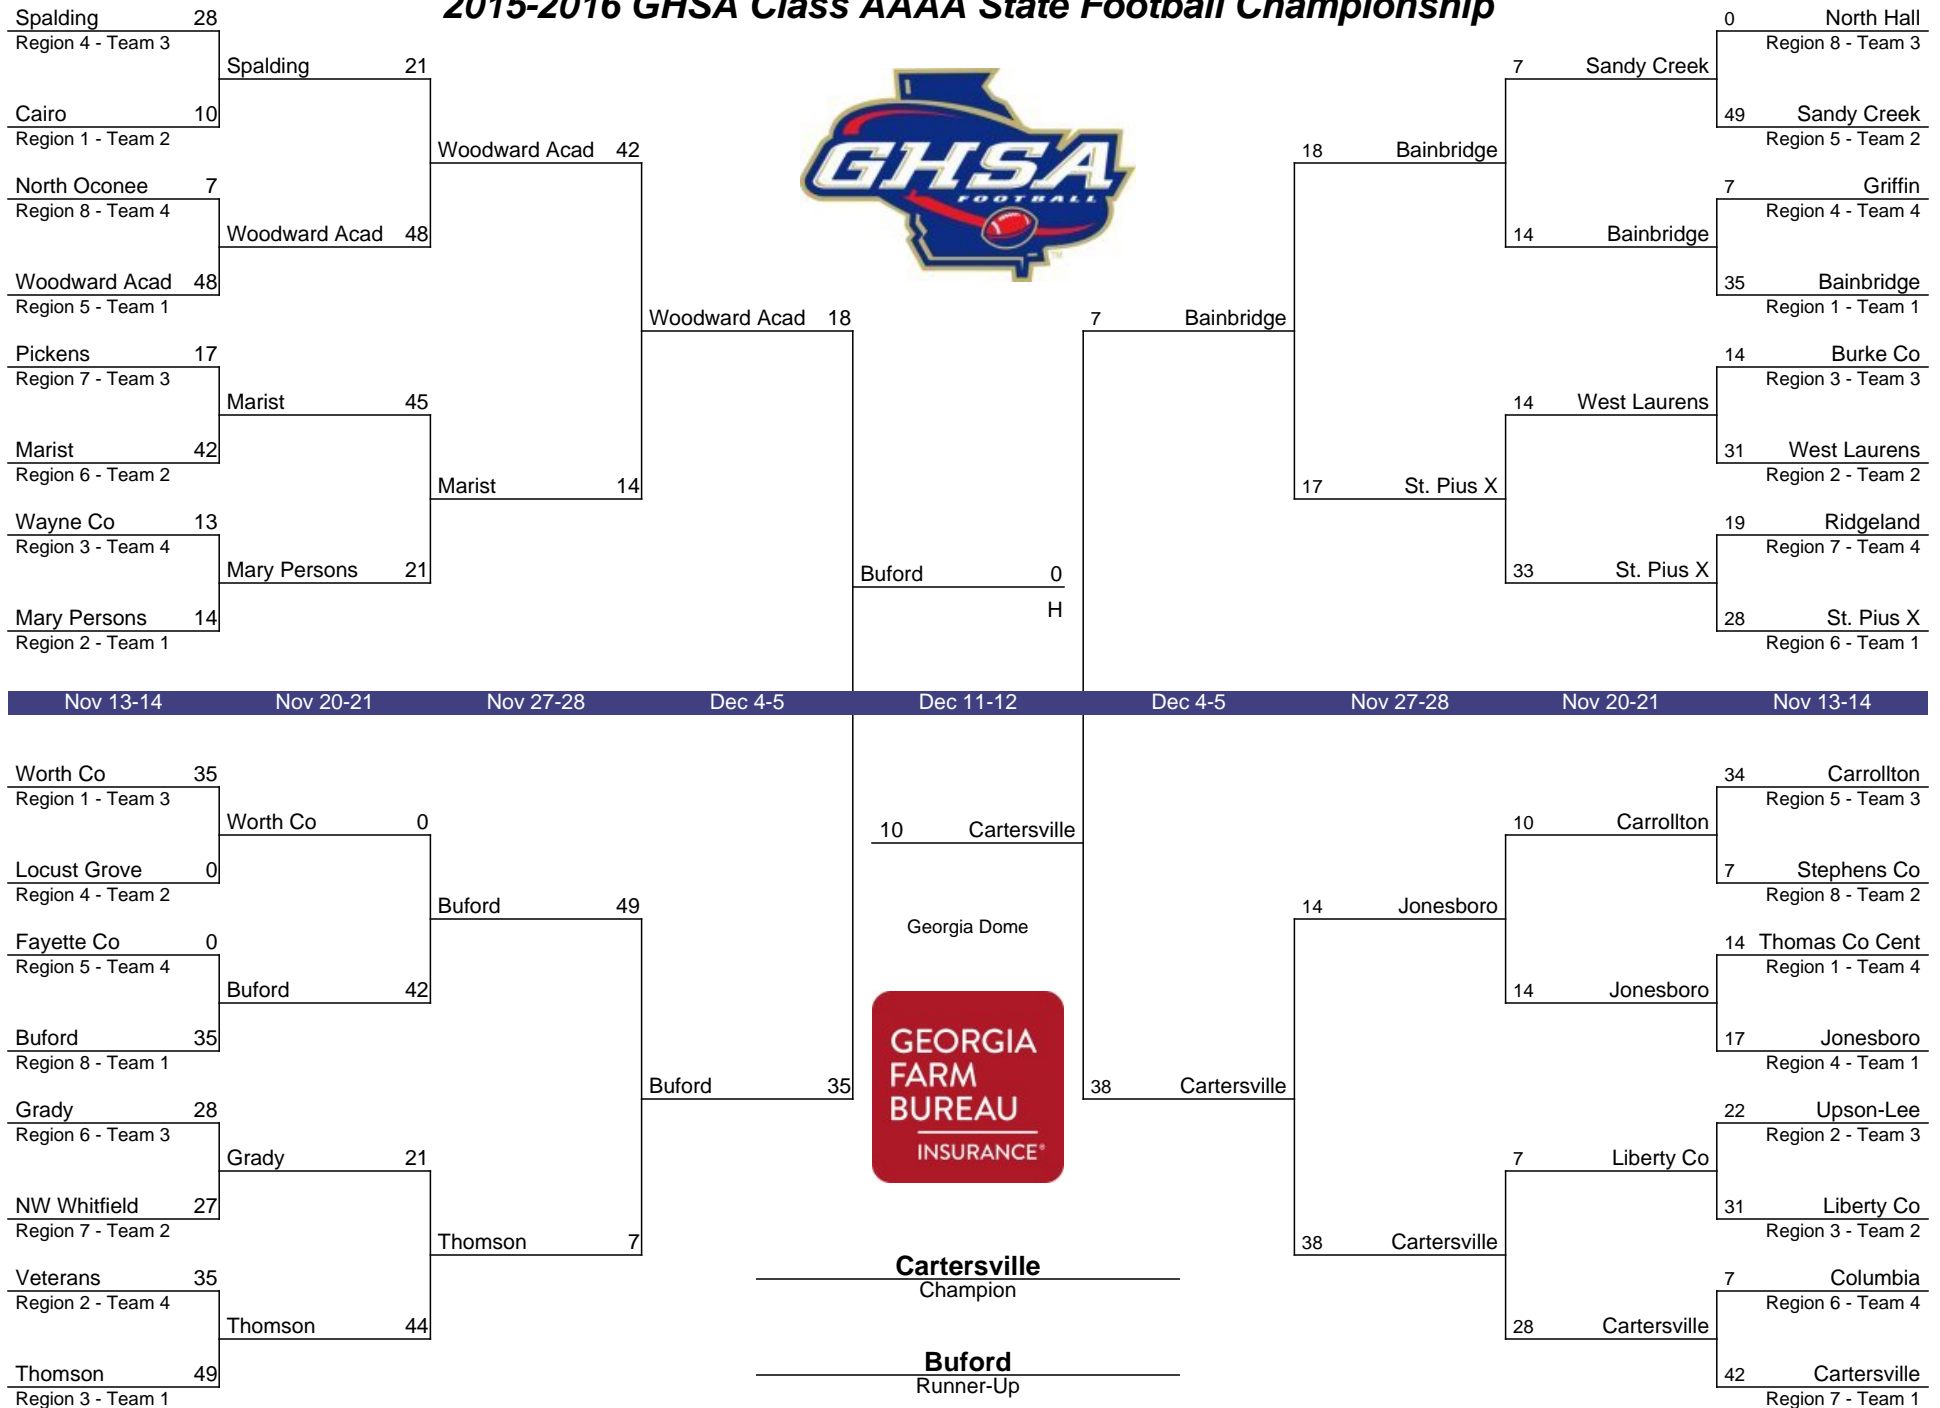 2015-2016 GHSA Class AAAA State Football Championship
Spalding 28
Region 4 - Team 3
Cairo 10
Region 1 - Team 2
North Oconee 7
Region 8 - Team 4
Woodward Acad 48
Region 5 - Team 1
Pickens 17
Region 7 - Team 3
Marist 42
Region 6 - Team 2
Wayne Co 13
Region 3 - Team 4
Mary Persons 14
Region 2 - Team 1
Spalding 21
Woodward Acad 48
Marist 45
Mary Persons 21
Woodward Acad 42
Marist 14
Woodward Acad 18
GHSA
FOOTBALL
TM
Buford 0
H
7 Bainbridge
18 Bainbridge
17 St. Pius X
7 Sandy Creek
14 Bainbridge
14 West Laurens
33 St. Pius X
0 North Hall
Region 8 - Team 3
49 Sandy Creek
Region 5 - Team 2
7 Griffin
Region 4 - Team 4
35 Bainbridge
Region 1 - Team 1
14 Burke Co
Region 3 - Team 3
31 West Laurens
Region 2 - Team 2
19 Ridgeland
Region 7 - Team 4
28 St. Pius X
Region 6 - Team 1
Nov 13-14 Nov 20-21 Nov 27-28 Dec 4-5 Dec 11-12 Dec 4-5 Nov 27-28 Nov 20-21 Nov 13-14
Worth Co 35
Region 1 - Team 3
Locust Grove 0
Region 4 - Team 2
Fayette Co 0
Region 5 - Team 4
Buford 35
Region 8 - Team 1
Grady 28
Region 6 - Team 3
NW Whitfield 27
Region 7 - Team 2
Veterans 35
Region 2 - Team 4
Thomson 49
Region 3 - Team 1
Worth Co 0
Buford 42
Grady 21
Thomson 44
Buford 49
Thomson 7
Buford 35
10 Cartersville
Georgia Dome
GEORGIA
FARM
BUREAU
INSURANCE®
Cartersville
Champion
Buford
Runner-Up
38 Cartersville
14 Jonesboro
38 Cartersville
10 Carrollton
14 Jonesboro
7 Liberty Co
28 Cartersville
34 Carrollton
Region 5 - Team 3
7 Stephens Co
Region 8 - Team 2
14 Thomas Co Cent
Region 1 - Team 4
17 Jonesboro
Region 4 - Team 1
22 Upson-Lee
Region 2 - Team 3
31 Liberty Co
Region 3 - Team 2
7 Columbia
Region 6 - Team 4
42 Cartersville
Region 7 - Team 1